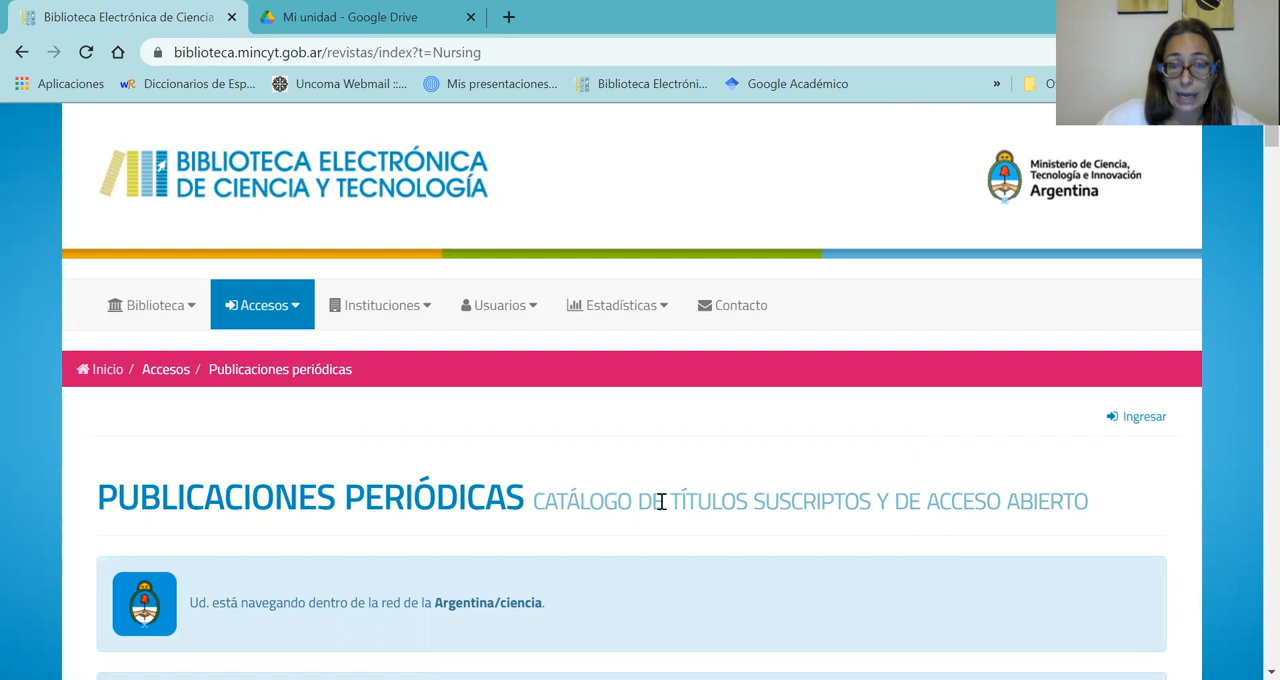 Biblioteca Electrónica de Ciencia
Mi unidad - Google Drive
biblioteca.mincyt.gob.ar/revistas/index?t=Nursing
Aplicaciones
wR Diccionarios de Esp...
Uncoma Webmail ::...
Mis presentaciones...
Biblioteca Electróni...
Google Académico
»
BIBLIOTECA ELECTRÓNICA
DE CIENCIA Y TECNOLOGÍA
Ministerio de Ciencia,
Tecnología e Innovación
Argentina
Biblioteca
Accesos
Instituciones
Usuarios
Estadísticas
Contacto
Inicio / Accesos / Publicaciones periódicas
Ingresar
PUBLICACIONES PERIÓDICAS CATÁLOGO DE TÍTULOS SUSCRIPTOS Y DE ACCESO ABIERTO
Ud. está navegando dentro de la red de la Argentina/ciencia.